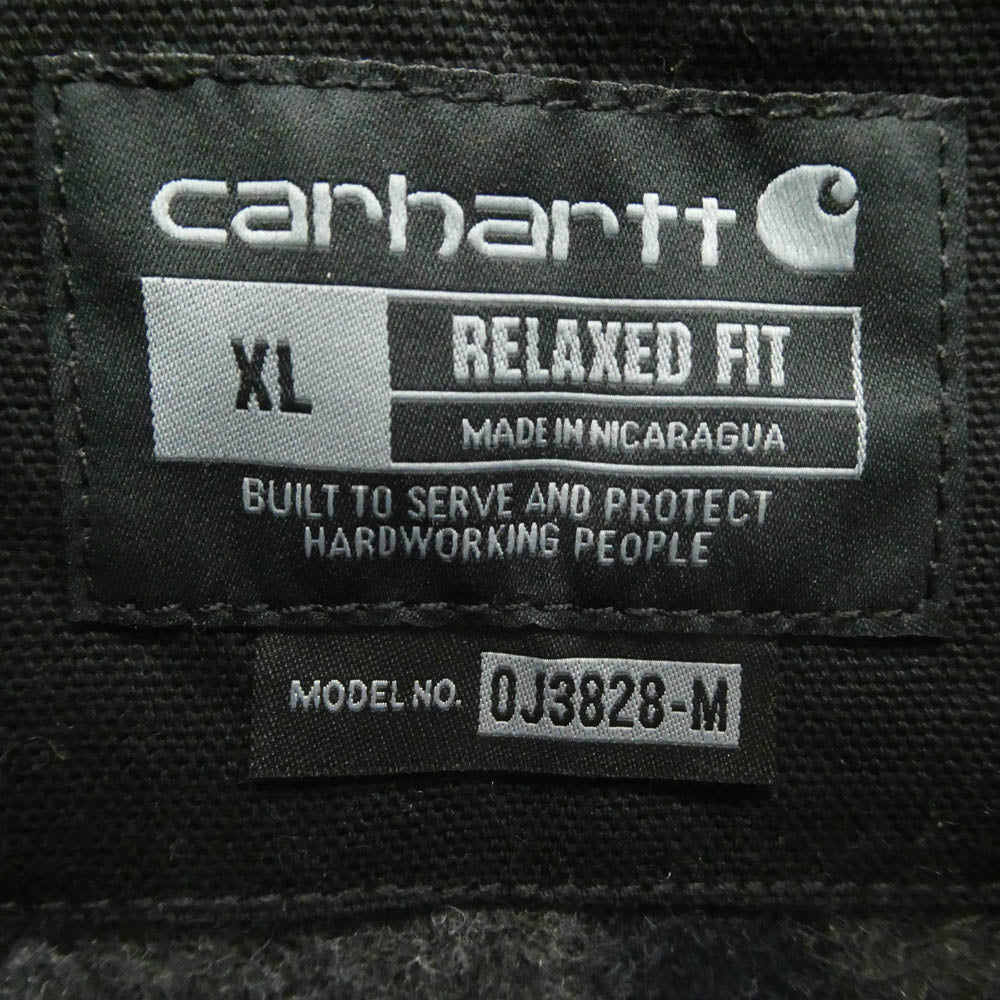 carhartt
XL
RELAXED FIT
MADE IN NICARAGUA
BUILT TO SERVE AND PROTECT
HARDWORKING PEOPLE
MODEL NO. 0J3828-M